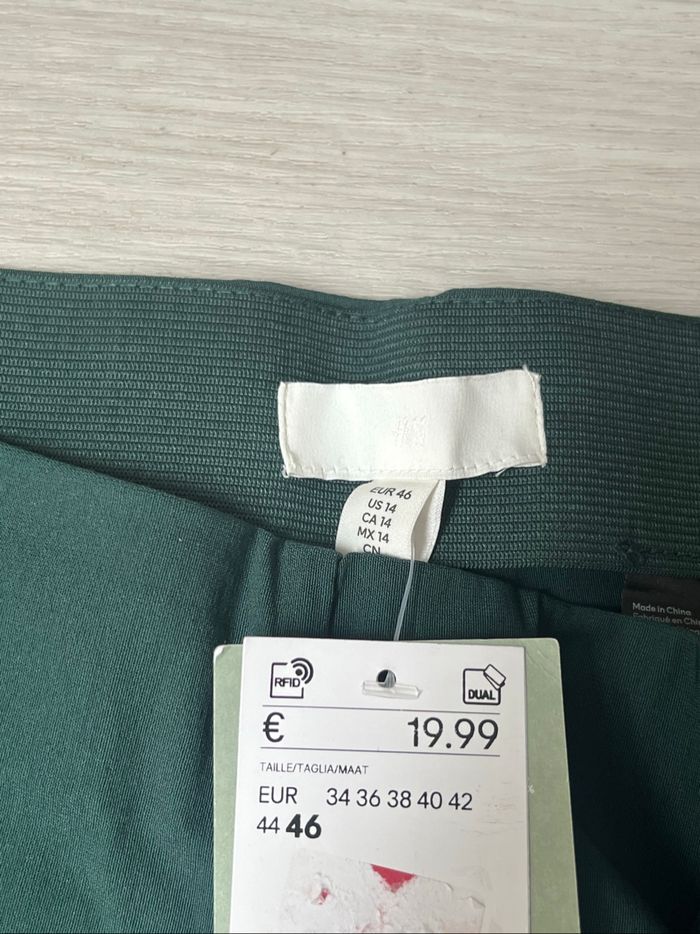 EUR 46
US 14
CA 14
MX 14
CN
Made in China
Fabriqué en Chi
RFID
DUAL
€ 19.99
TAILLE/TAGLIA/MAAT
EUR 34 36 38 40 42
44 46